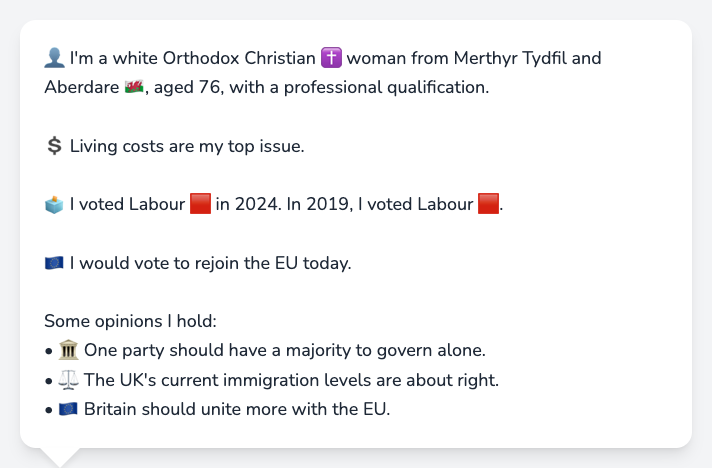 👤 I'm a white Orthodox Christian ✝️ woman from Merthyr Tydfil and
Aberdare 🏴󠁧󠁢󠁷󠁬󠁳󠁿, aged 76, with a professional qualification.
💲 Living costs are my top issue.
🗳️ I voted Labour 🟥 in 2024. In 2019, I voted Labour 🟥.
🇪🇺 I would vote to rejoin the EU today.
Some opinions I hold:
• 🏛️ One party should have a majority to govern alone.
• ⚖️ The UK's current immigration levels are about right.
• 🇪🇺 Britain should unite more with the EU.